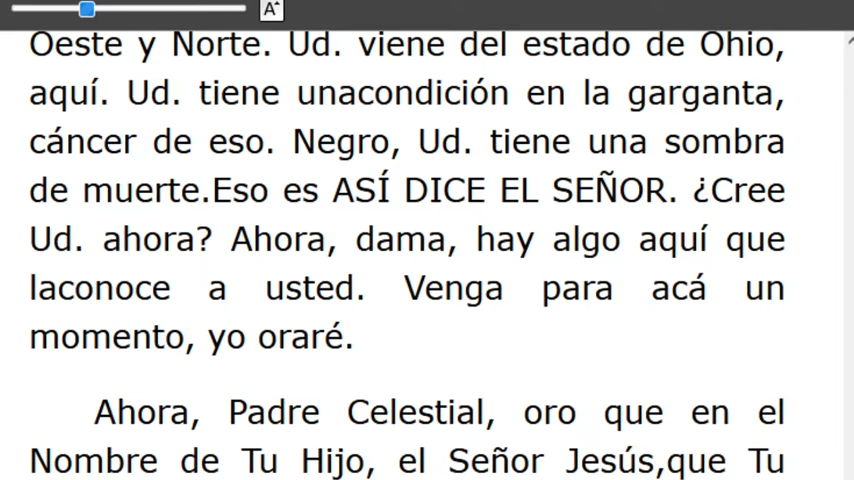 A
Oeste y Norte. Ud. viene del estado de Ohio,
aquí. Ud. tiene unacondición en la garganta,
cáncer de eso. Negro, Ud. tiene una sombra
de muerte.Eso es ASÍ DICE EL SEÑOR. ¿Cree
Ud. ahora? Ahora, dama, hay algo aquí que
laconoce a usted. Venga para acá un
momento, yo oraré.
Ahora, Padre Celestial, oro que en el
Nombre de Tu Hijo, el Señor Jesús,que Tu